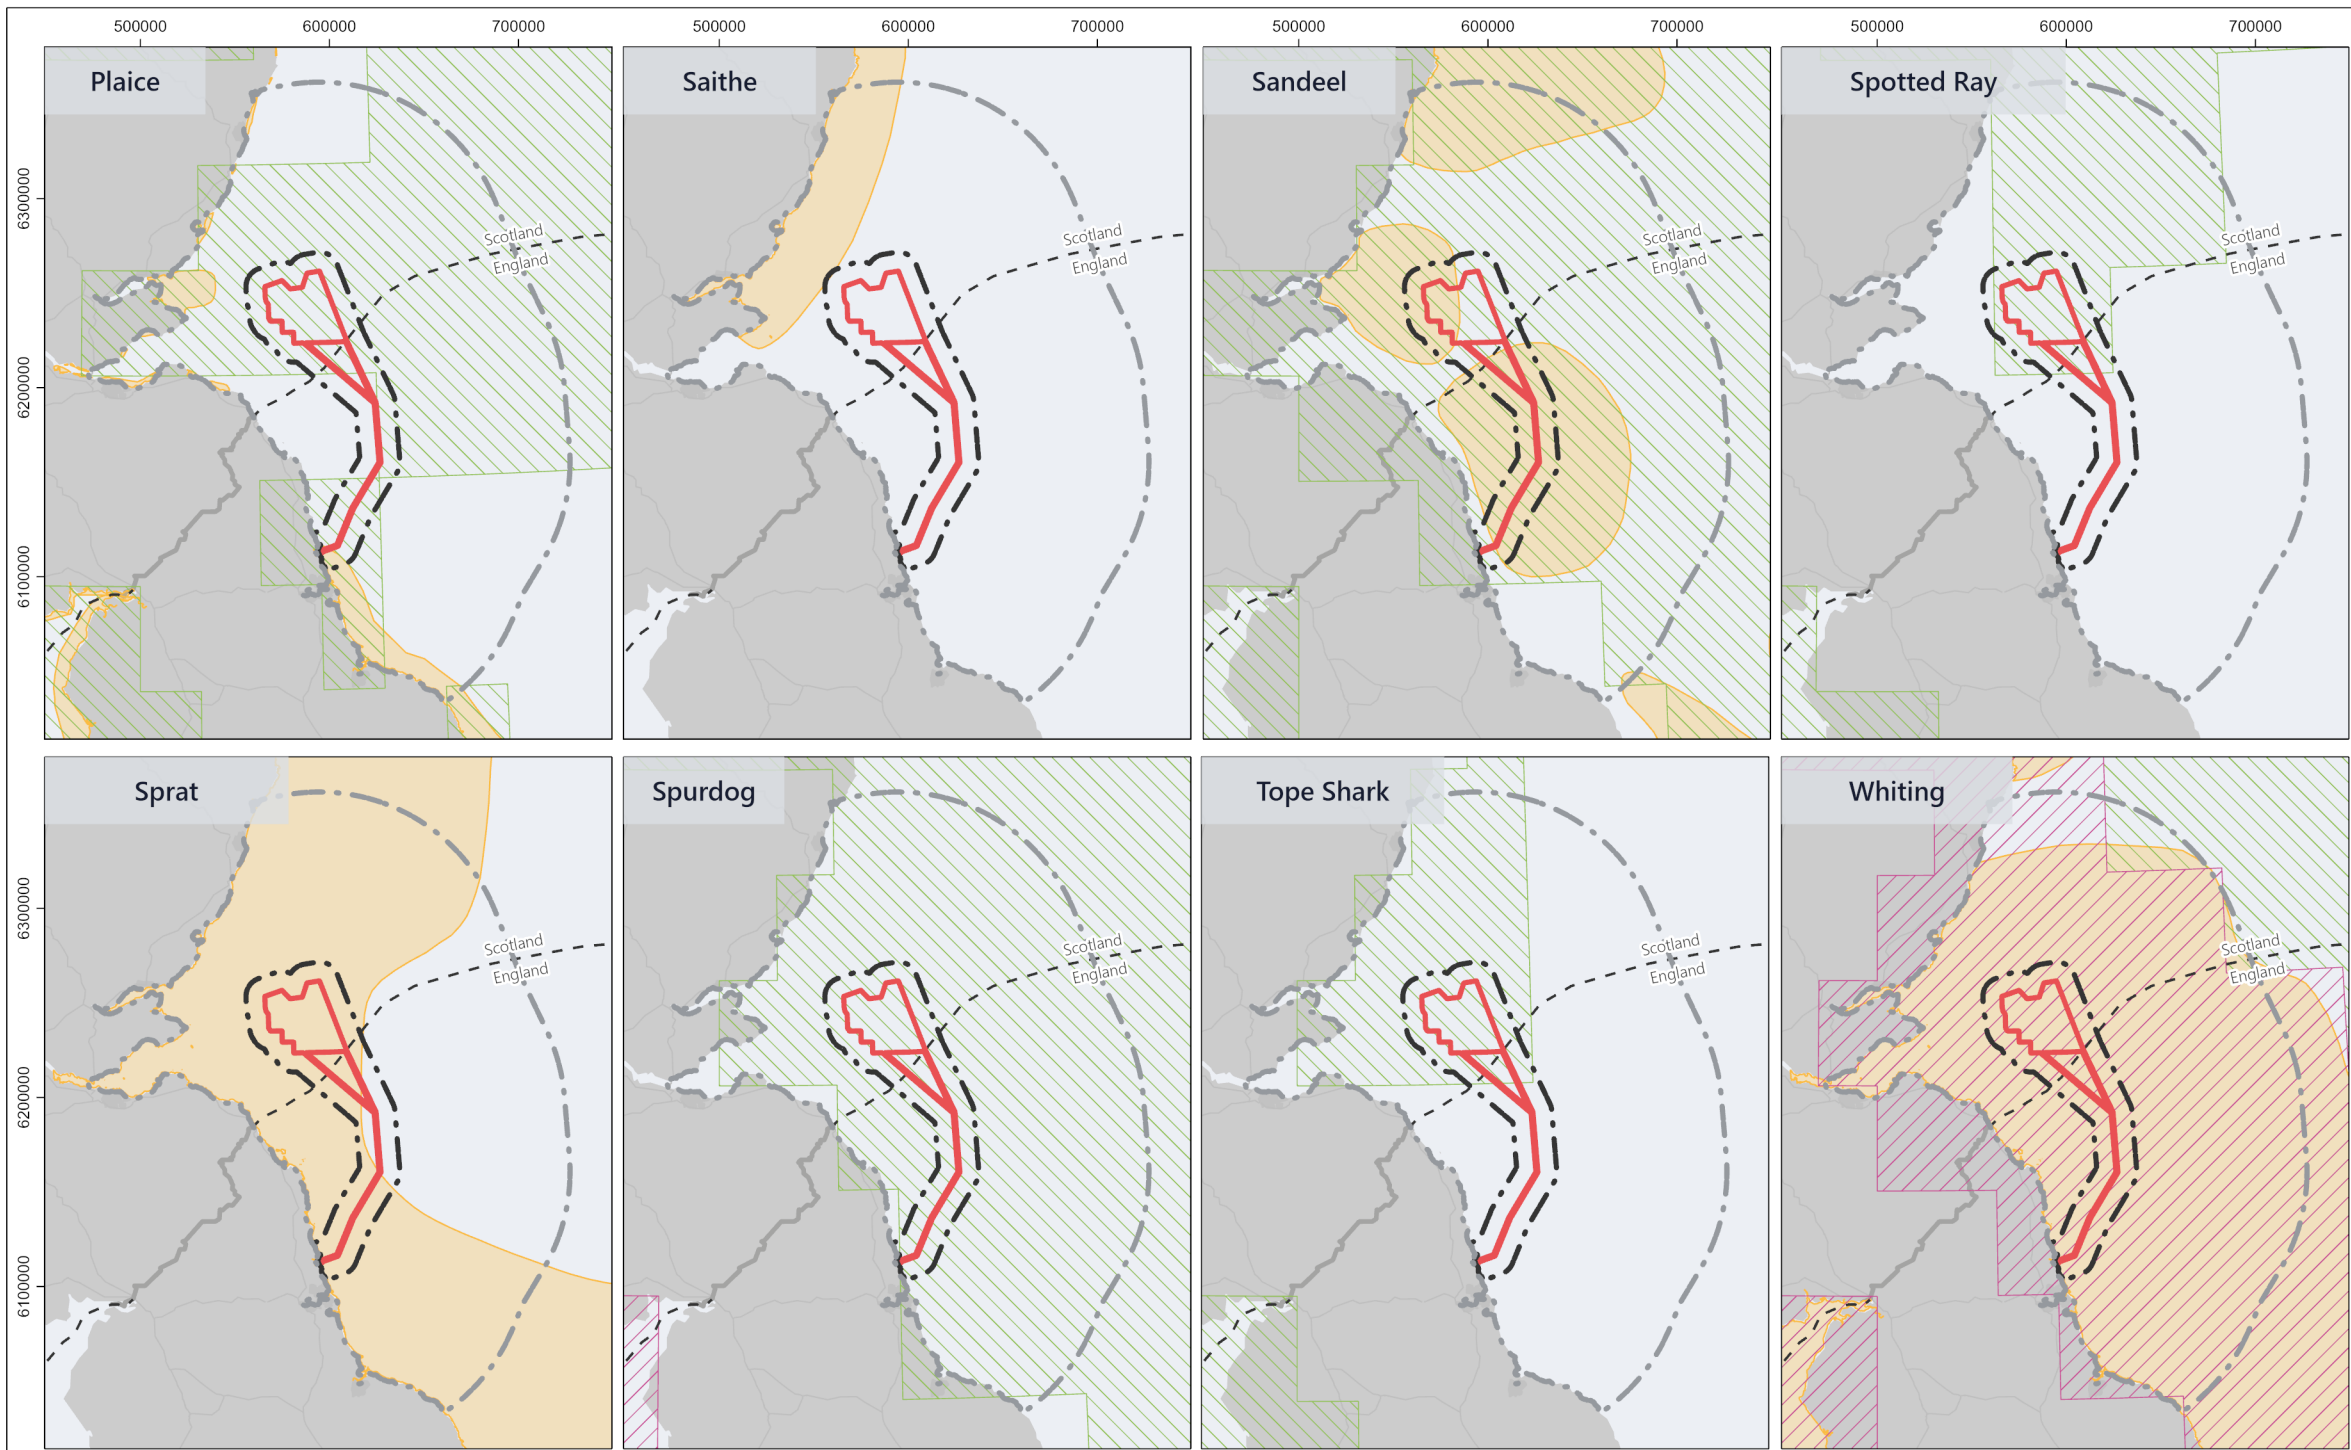 500000 600000 700000 500000 600000 700000 500000 600000 700000 500000 600000 700000
Plaice Saithe Sandeel Spotted Ray
6300000
Scotland Scotland Scotland Scotland
England England England England
6200000
6100000
Sprat Spurdog Tope Shark Whiting
6300000
Scotland Scotland Scotland Scotland
England England England England
6200000
6100000